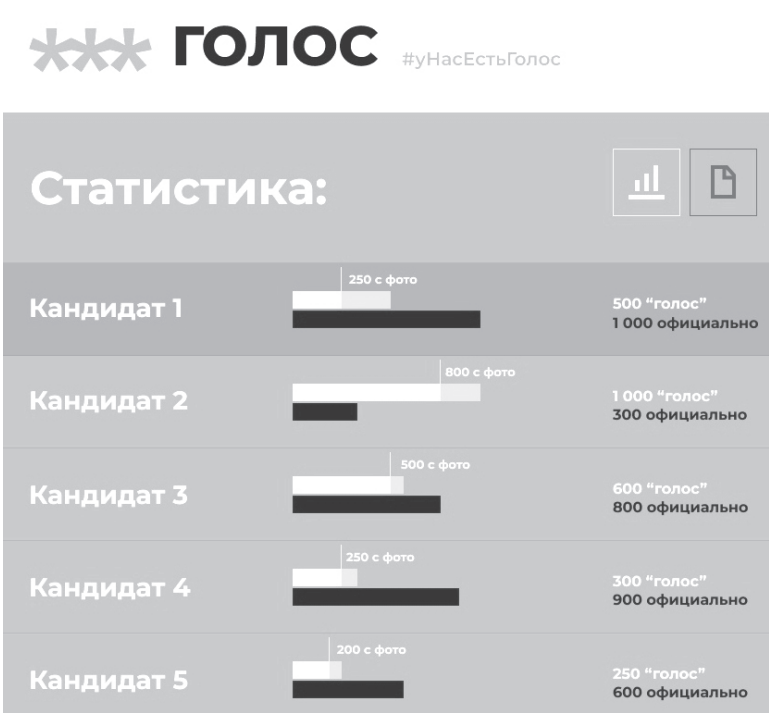 ГОЛОС
#уНасЕстьГолос
Статистика:
Кандидат 1
250 с фото
500 “голос”
1 000 официально
Кандидат 2
800 с фото
1 000 “голос”
300 официально
Кандидат 3
500 с фото
600 “голос”
800 официально
Кандидат 4
250 с фото
300 “голос”
900 официально
Кандидат 5
200 с фото
250 “голос”
600 официально